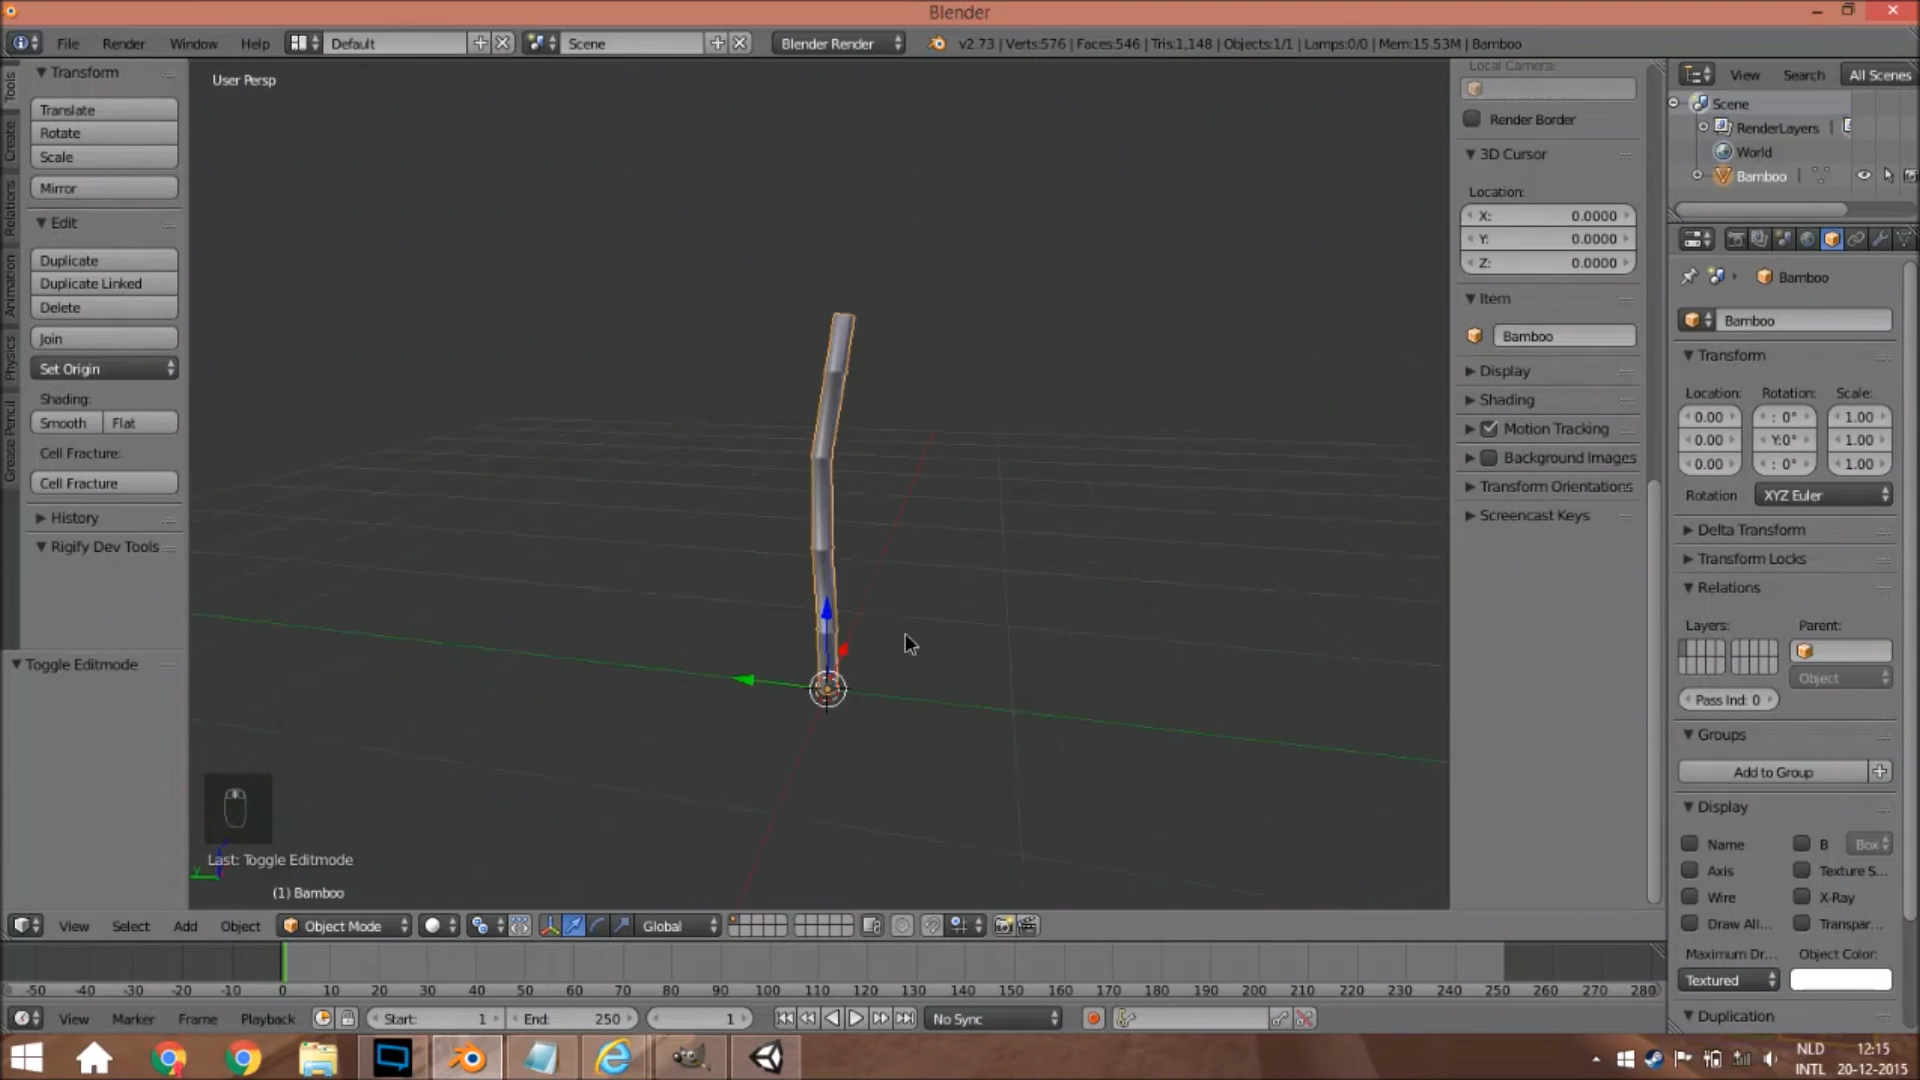 Blender
File Render Window Help Default Scene Blender Render v2.73 | Verts:576 | Faces:546 | Tris:1,148 | Objects:1/1 | Lamps:0/0 | Mem:15.53M | Bamboo
Tools
Create
Relations
Animation
Physics
Grease Pencil
Transform
Translate
Rotate
Scale
Mirror
Edit
Duplicate
Duplicate Linked
Delete
Join
Set Origin
Shading:
Smooth Flat
Cell Fracture:
Cell Fracture
History
Rigify Dev Tools
Toggle Editmode
User Persp
Last: Toggle Editmode
(1) Bamboo
Local Camera:
Render Border
3D Cursor
Location:
X: 0.0000
Y: 0.0000
Z: 0.0000
Item
Bamboo
Display
Shading
Motion Tracking
Background Images
Transform Orientations
Screencast Keys
View Search All Scenes
Scene
RenderLayers
World
Bamboo
Bamboo
Bamboo
Transform
Location: Rotation: Scale:
0.00 : 0° 1.00
0.00 Y:0° 1.00
0.00 : 0° 1.00
Rotation XYZ Euler
Delta Transform
Transform Locks
Relations
Layers: Parent:
Object
Pass Ind: 0
Groups
Add to Group
Display
Name B Box
Axis Texture S...
Wire X-Ray
Draw All... Transpar...
Maximum Dr... Object Color:
Textured
Duplication
View Select Add Object Object Mode Global
-50 -40 -30 -20 -10 0 10 20 30 40 50 60 70 80 90 100 110 120 130 140 150 160 170 180 190 200 210 220 230 240 250 260 270 280
View Marker Frame Playback Start: 1 End: 250 1 No Sync
NLD 12:15
INTL 20-12-2015